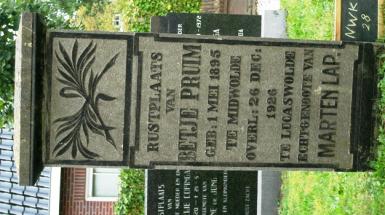 RUSTPLAATS
VAN
BETJE PRUIM
GEB: 1 MEI 1895
TE MIDWOLDE
OVERL: 26 DEC:
1926
TE LUCASWOLDE
ECHTGENOOTE VAN
MARTEN LAP.
NWK
28